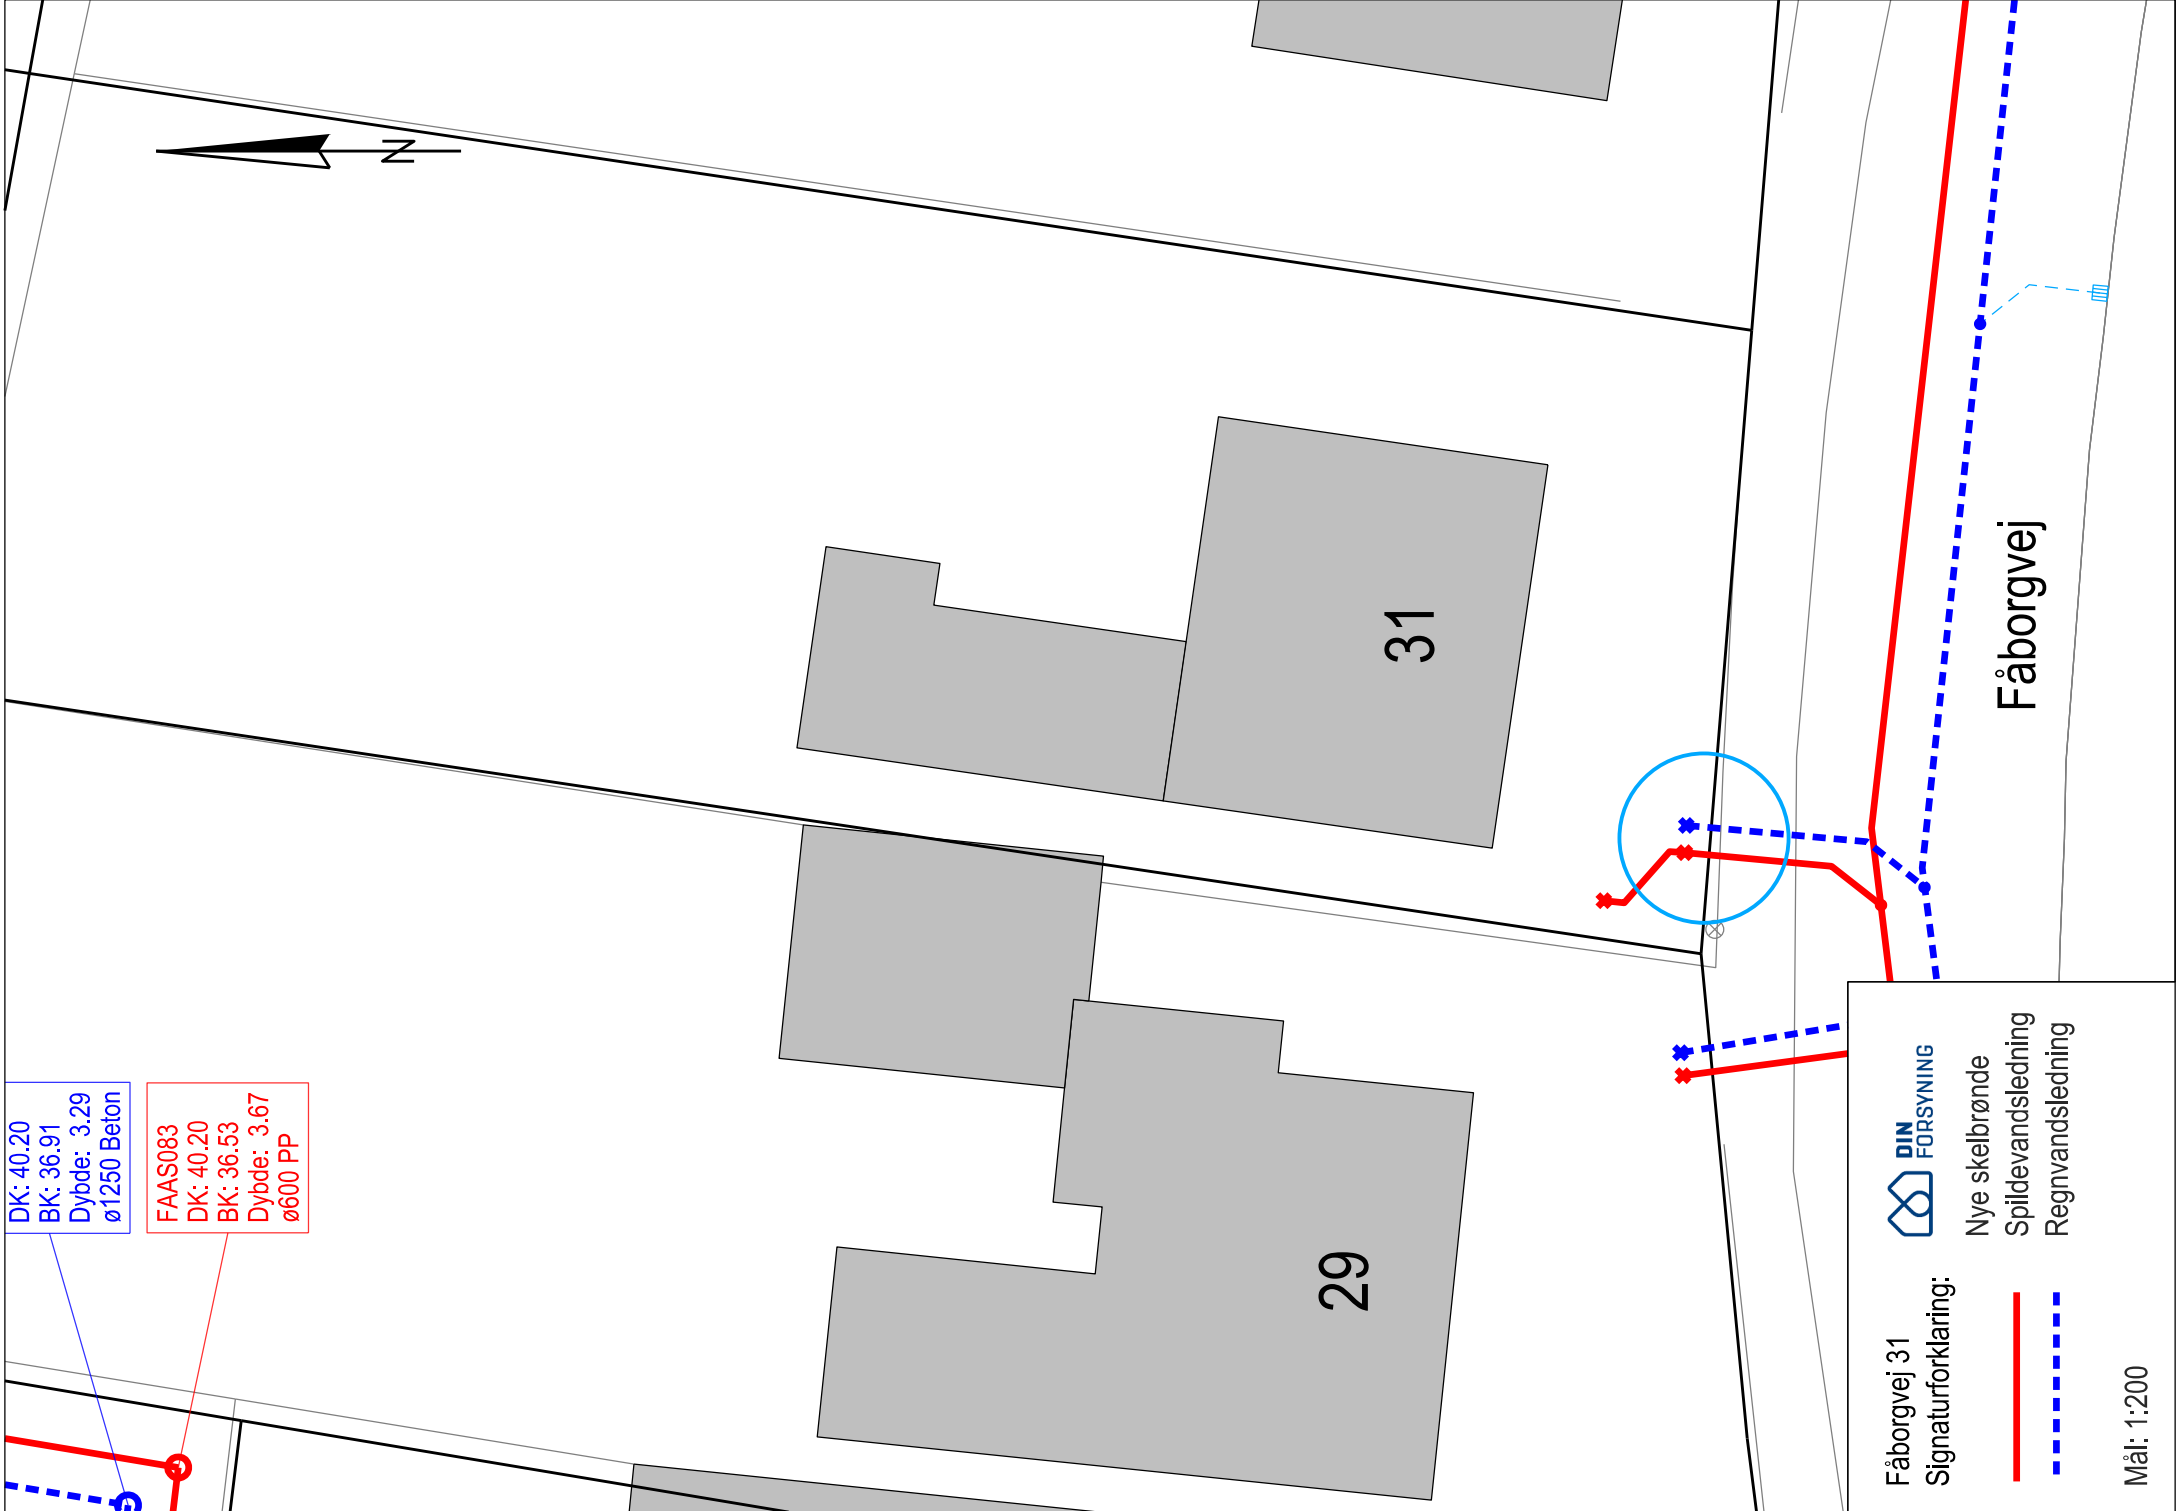 DK: 40.20
BK: 36.91
Dybde: 3.29
ø1250 Beton
FAAS083
DK: 40.20
BK: 36.53
Dybde: 3.67
ø600 PP
N
31
29
Fåborgvej
Fåborgvej 31
Signaturforklaring:
DIN
FORSYNING
Nye skelbrønde
Spildevandsledning
Regnvandsledning
Mål: 1:200